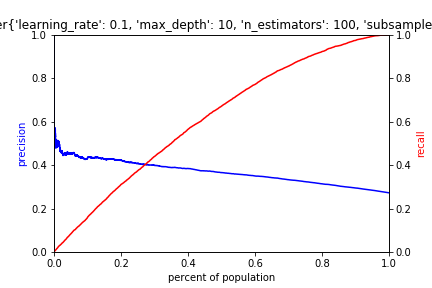 er{'learning_rate': 0.1, 'max_depth': 10, 'n_estimators': 100, 'subsample
1.0
0.8
0.6
0.4
0.2
0.0
precision
1.0
0.8
0.6
0.4
0.2
0.0
recall
0.0 0.2 0.4 0.6 0.8 1.0
percent of population